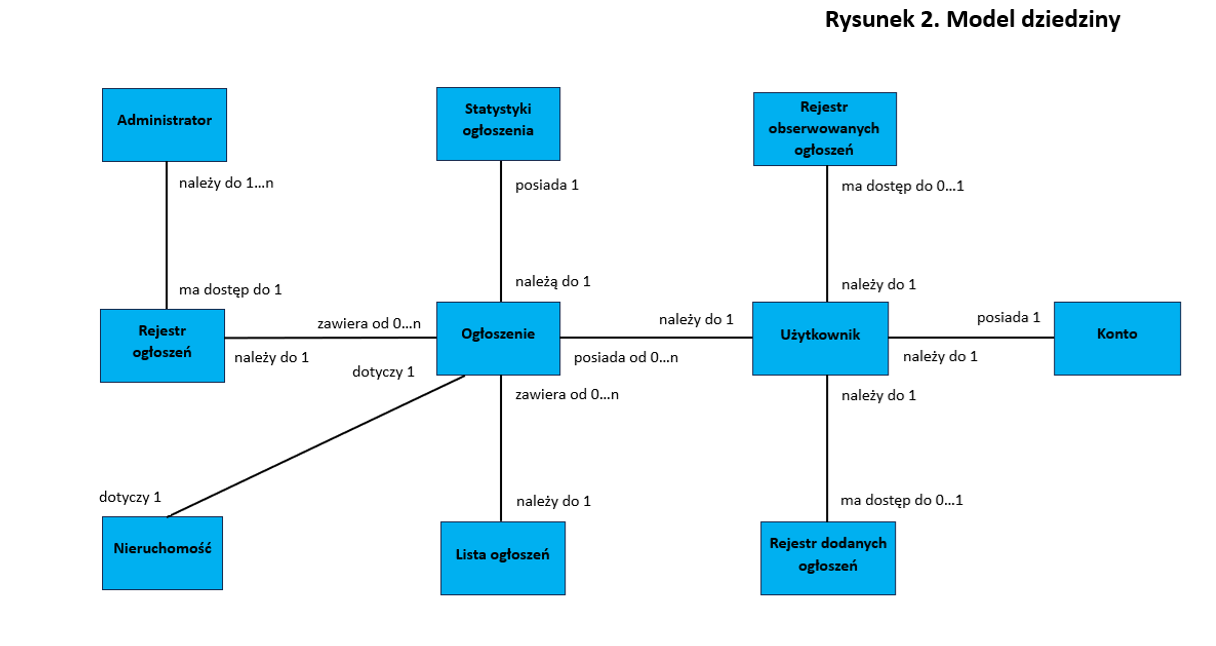 Rysunek 2. Model dziedziny
Administrator
Statystyki
ogłoszenia
Rejestr
obserwowanych
ogłoszeń
należy do 1...n
posiada 1
ma dostęp do 0...1
ma dostęp do 1
należą do 1
należy do 1
Rejestr
ogłoszeń
zawiera od 0...n
należy do 1
Ogłoszenie
należy do 1
posiada od 0...n
Użytkownik
posiada 1
należy do 1
Konto
dotyczy 1
zawiera od 0...n
należy do 1
dotyczy 1
należy do 1
ma dostęp do 0...1
Nieruchomość
Lista ogłoszeń
Rejestr dodanych
ogłoszeń